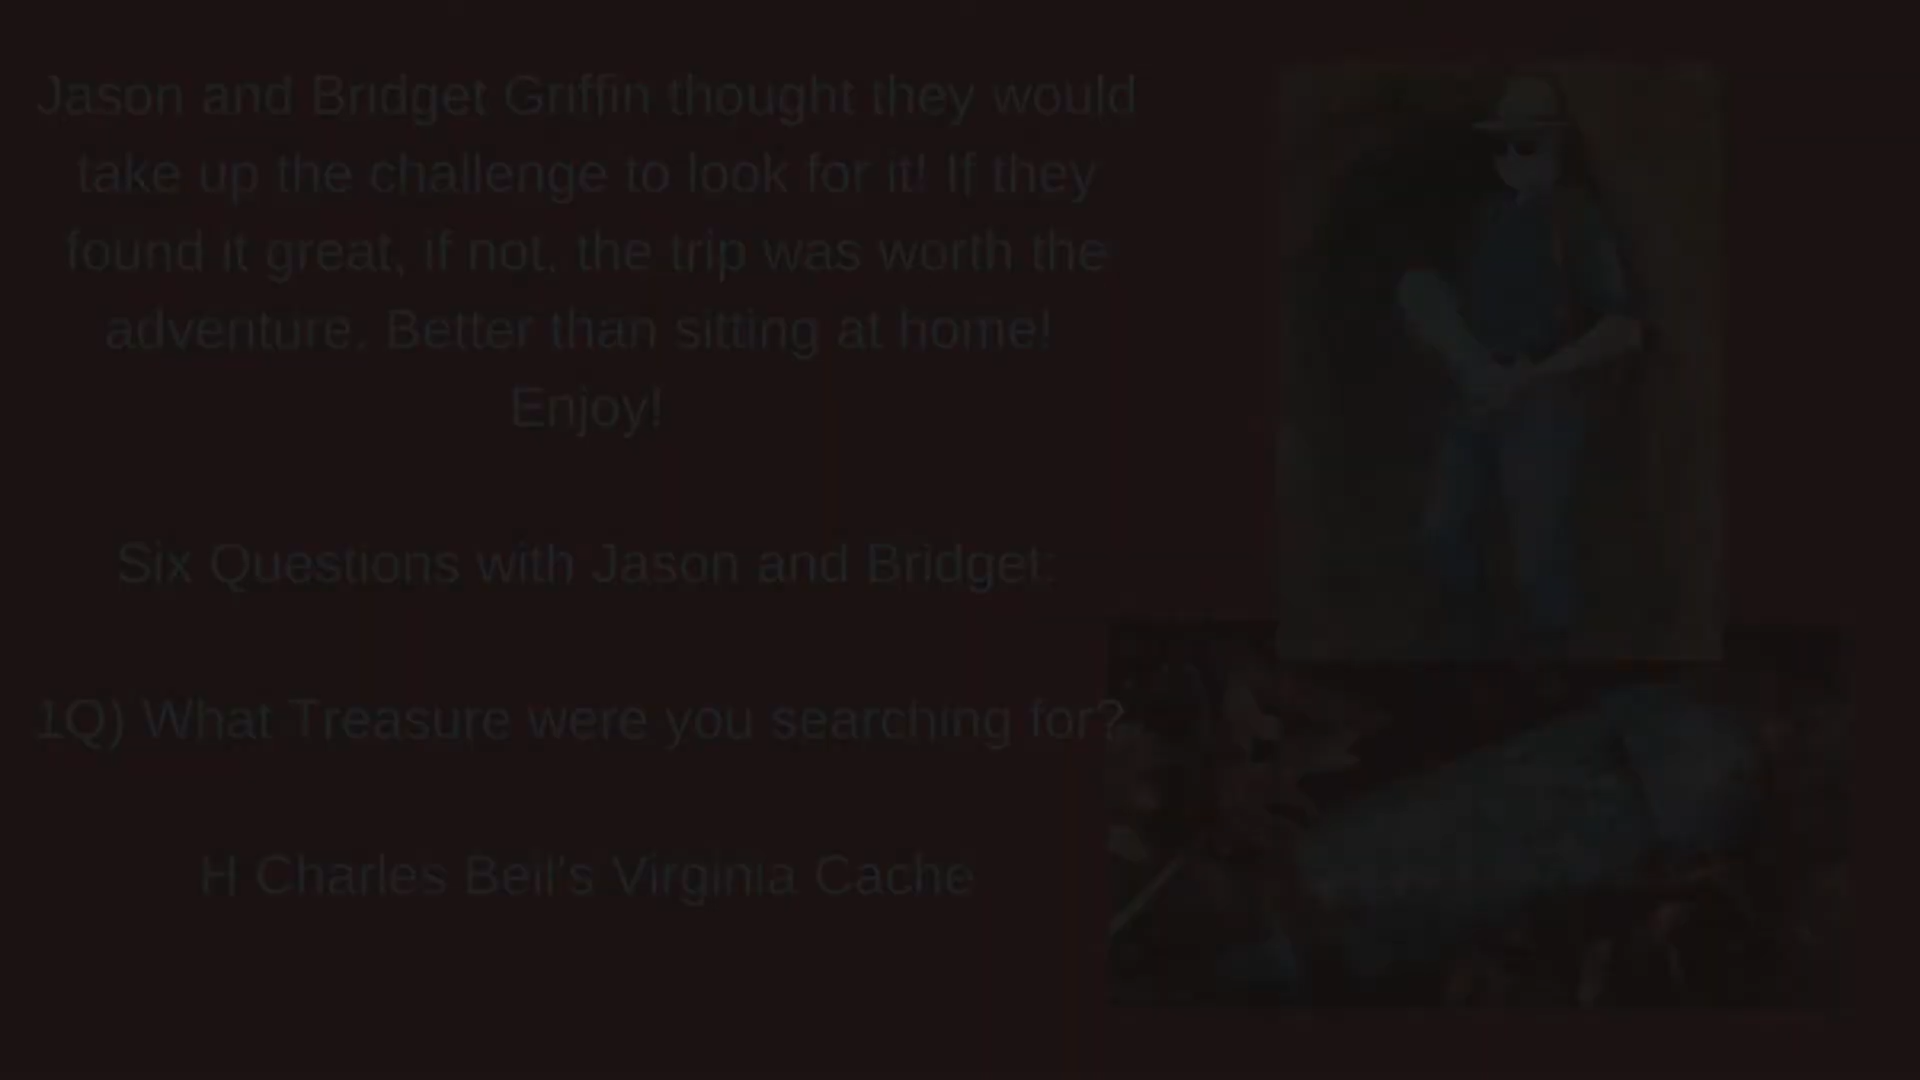 Jason and Bridget Griffin thought they would
take up the challenge to look for it! If they
found it great, if not, the trip was worth the
adventure. Better than sitting at home!
Enjoy!
Six Questions with Jason and Bridget:
1Q) What Treasure were you searching for?
H Charles Beil's Virginia Cache